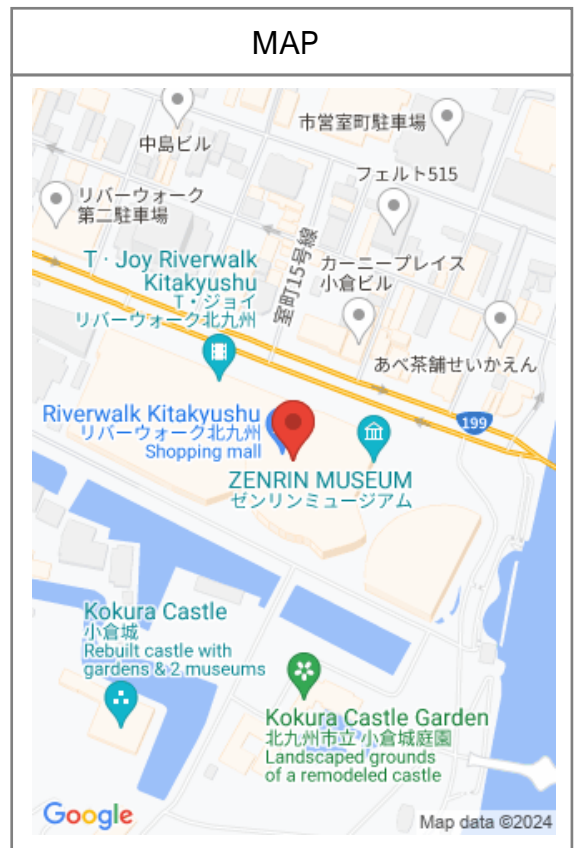 MAP
中島ビル
市営室町駐車場
フェルト515
リバーウォーク
第二駐車場
室町15号線
T・Joy Riverwalk
Kitakyushu
T・ジョイ
リバーウォーク北九州
カーニープレイス
小倉ビル
あべ茶舗せいかえん
199
Riverwalk Kitakyushu
リバーウォーク北九州
Shopping mall
ZENRIN MUSEUM
ゼンリンミュージアム
Kokura Castle
小倉城
Rebuilt castle with
gardens & 2 museums
Kokura Castle Garden
北九州市立 小倉城庭園
Landscaped grounds
of a remodeled castle
Google
Map data ©2024